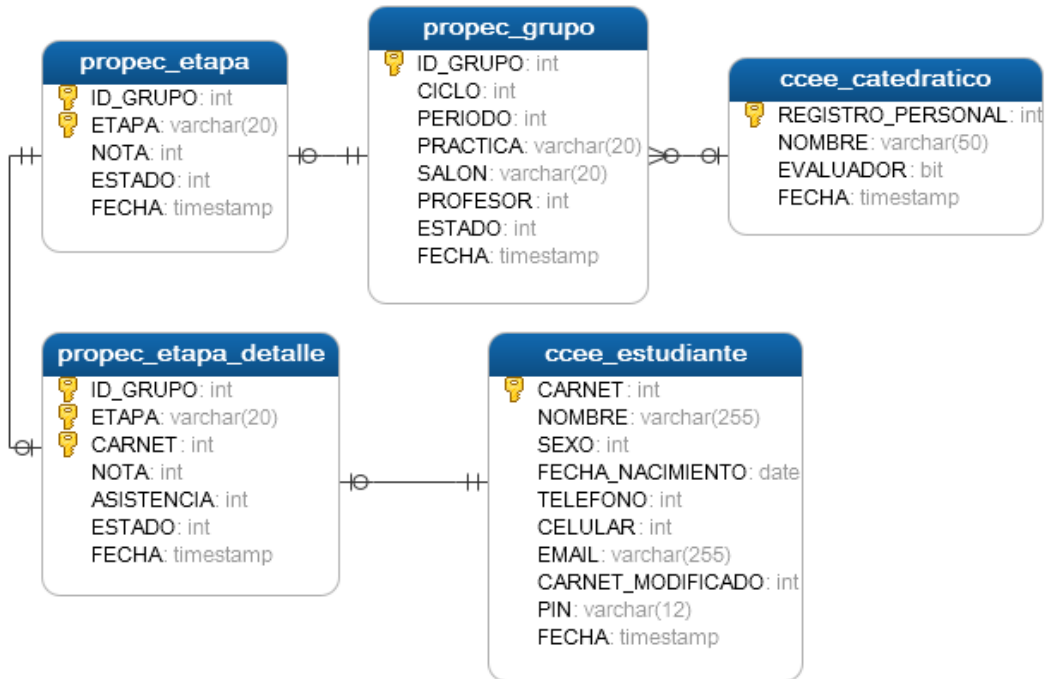 propec_etapa
ID_GRUPO: int
ETAPA: varchar(20)
NOTA: int
ESTADO: int
FECHA: timestamp
propec_grupo
ID_GRUPO: int
CICLO: int
PERIODO: int
PRACTICA: varchar(20)
SALON: varchar(20)
PROFESOR: int
ESTADO: int
FECHA: timestamp
ccee_catedratico
REGISTRO_PERSONAL: int
NOMBRE: varchar(50)
EVALUADOR: bit
FECHA: timestamp
propec_etapa_detalle
ID_GRUPO: int
ETAPA: varchar(20)
CARNET: int
NOTA: int
ASISTENCIA: int
ESTADO: int
FECHA: timestamp
ccee_estudiante
CARNET: int
NOMBRE: varchar(255)
SEXO: int
FECHA_NACIMIENTO: date
TELEFONO: int
CELULAR: int
EMAIL: varchar(255)
CARNET_MODIFICADO: int
PIN: varchar(12)
FECHA: timestamp